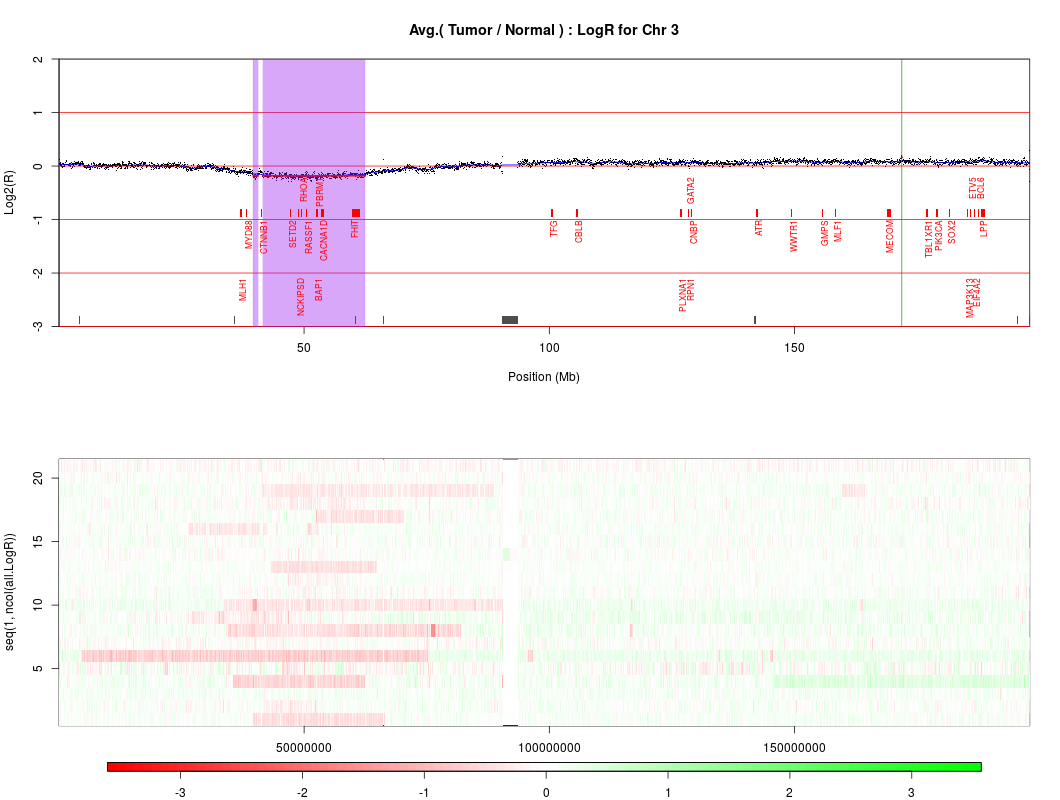 Avg.( Tumor / Normal ) : LogR for Chr 3
Log2(R)
2
1
0
-1
-2
-3
RHOA
PBRM1
GATA2
ETV5
BCL6
MYD88
CTNNB1
SETD2
RASSF1
CACNA1D
FHIT
TFG
CBLB
CNBP
ATR
WWTR1
GMPS
MLF1
MECOM
TBL1XR1
PIK3CA
SOX2
LPP
MLH1
NCKIPSD
BAP1
PLXNA1
RPN1
MAP3K13
EIF4A2
50
100
150
Position (Mb)
seq(1, ncol(all.LogR))
20
15
10
5
50000000
100000000
150000000
-3
-2
-1
0
1
2
3